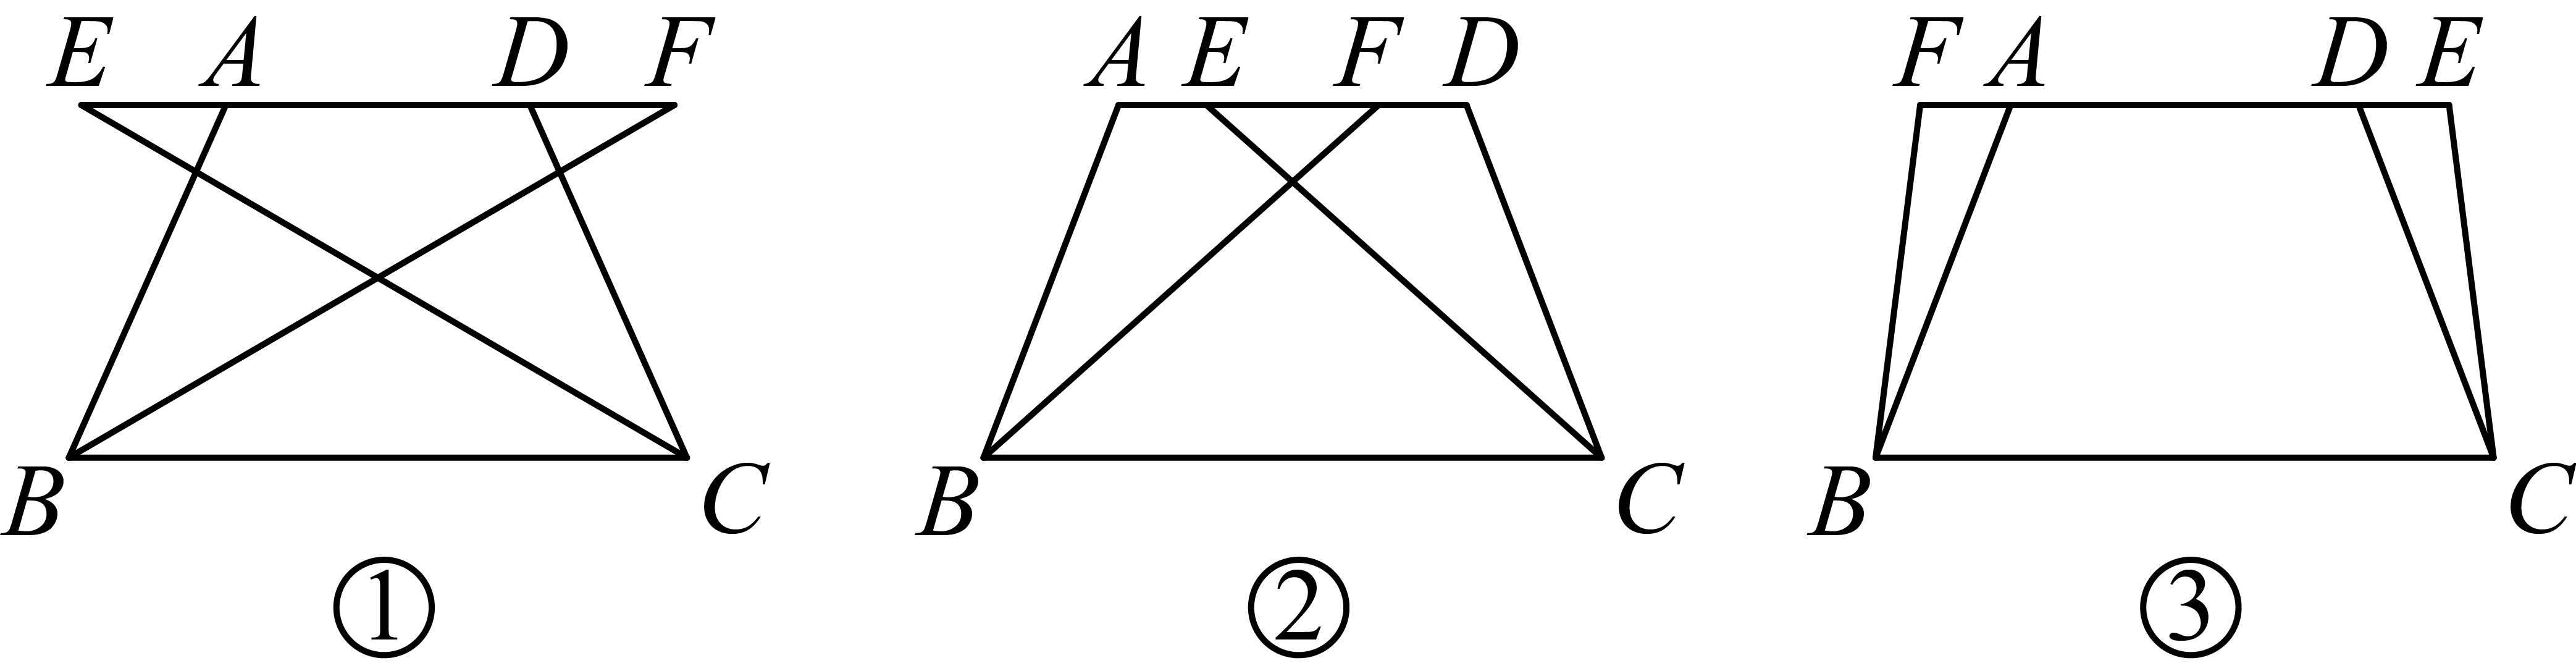 E A D F A E F D F A D E
B C B C B C
① ② ③